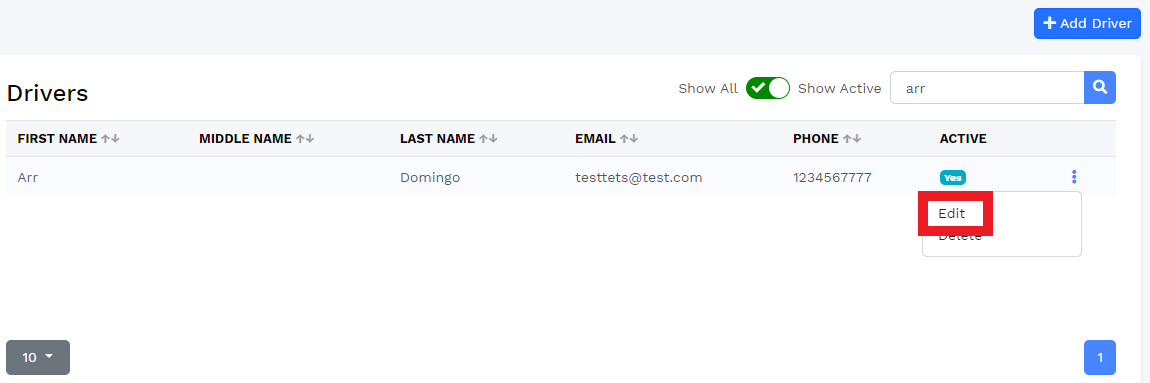 Add Driver
Drivers
Show All Show Active arr
FIRST NAME MIDDLE NAME LAST NAME EMAIL PHONE ACTIVE
Arr Domingo testtets@test.com 1234567777 Yes
Edit
Delete
10 1